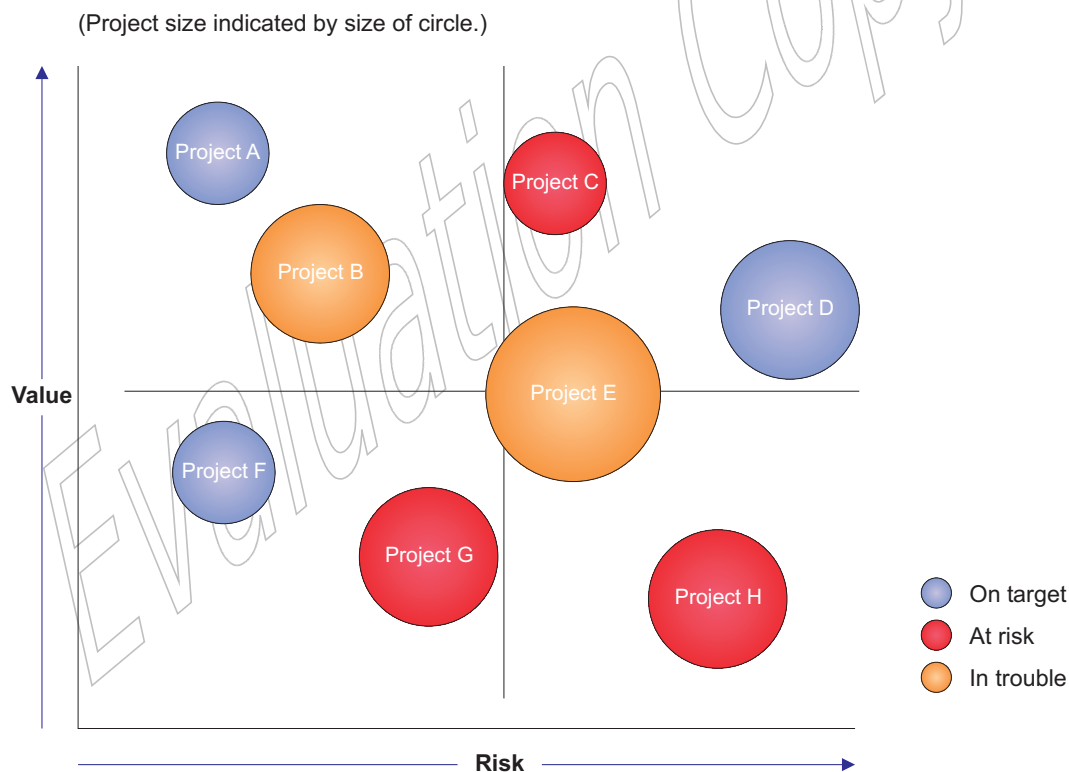 (Project size indicated by size of circle.)
Project A
Project C
Project B
Project D
Value
Project E
Project F
Project G
Project H
On target
At risk
In trouble
Risk
Evaluation Copy